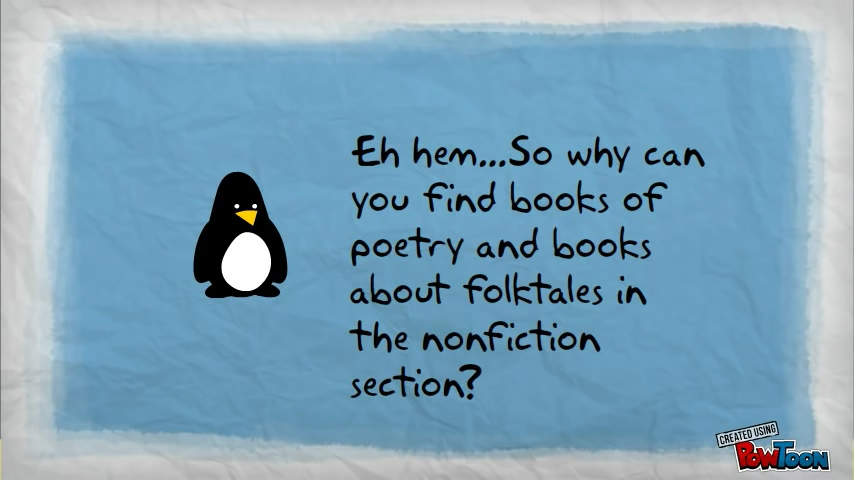 Eh hem...So why can
you find books of
poetry and books
about folktales in
the nonfiction
section?
CREATED USING
POWTOON